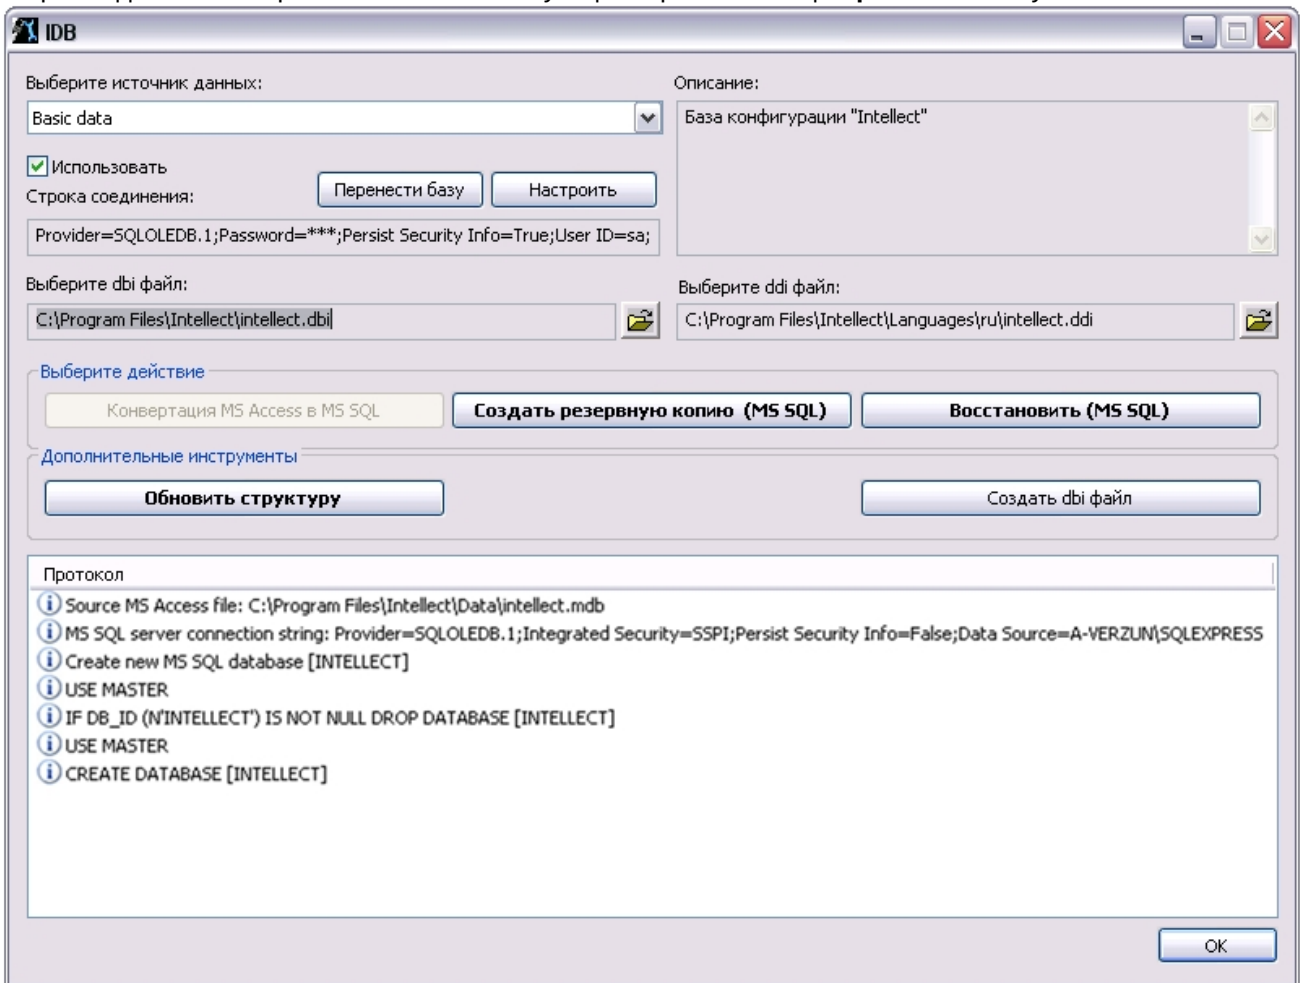 IDB
Выберите источник данных:
Описание:
Basic data
База конфигурации "Intellect"
Использовать
Строка соединения:
Перенести базу
Настроить
Provider=SQLOLEDB.1;Password=***;Persist Security Info=True;User ID=sa;
Выберите dbi файл:
Выберите ddi файл:
C:\Program Files\Intellect\intellect.dbi
C:\Program Files\Intellect\Languages\ru\intellect.ddi
Выберите действие
Конвертация MS Access в MS SQL
Создать резервную копию (MS SQL)
Восстановить (MS SQL)
Дополнительные инструменты
Обновить структуру
Создать dbi файл
Протокол
Source MS Access file: C:\Program Files\Intellect\Data\intellect.mdb
MS SQL server connection string: Provider=SQLOLEDB.1;Integrated Security=SSPI;Persist Security Info=False;Data Source=A-VERZUN\SQLEXPRESS
Create new MS SQL database [INTELLECT]
USE MASTER
IF DB_ID (N'INTELLECT') IS NOT NULL DROP DATABASE [INTELLECT]
USE MASTER
CREATE DATABASE [INTELLECT]
OK